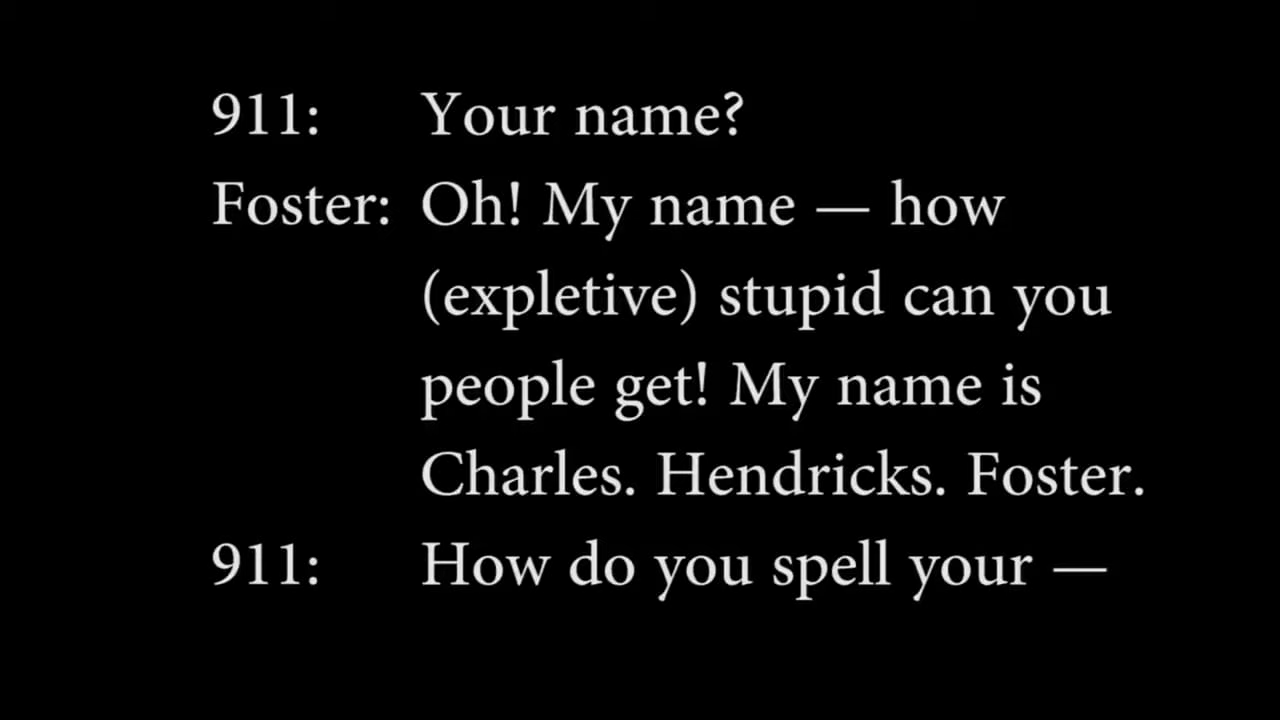 911: Your name?
Foster: Oh! My name — how
(expletive) stupid can you
people get! My name is
Charles. Hendricks. Foster.
911: How do you spell your —